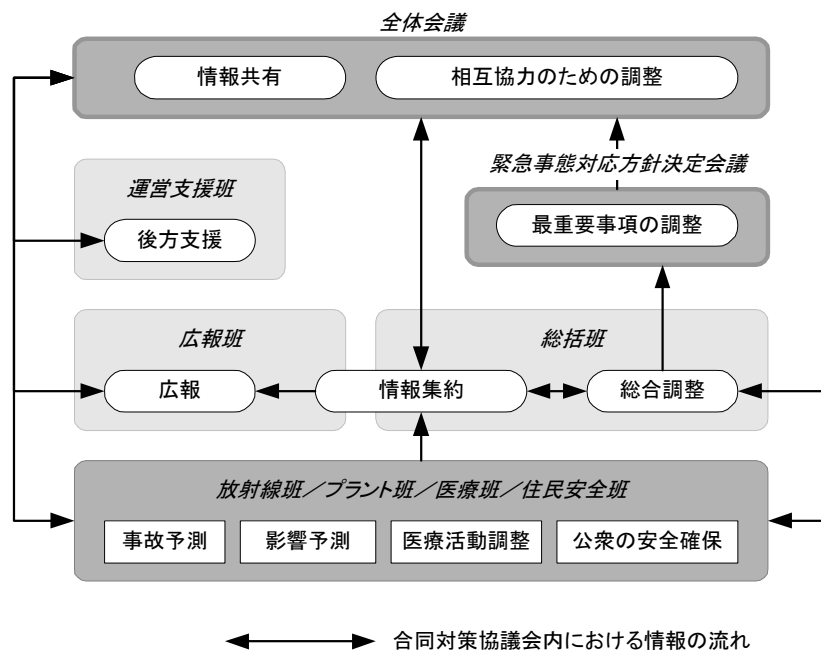 全体会議
情報共有
相互協力のための調整
緊急事態対応方針決定会議
運営支援班
後方支援
最重要事項の調整
広報班
総括班
広報
情報集約
総合調整
放射線班／プラント班／医療班／住民安全班
事故予測
影響予測
医療活動調整
公衆の安全確保
合同対策協議会内における情報の流れ